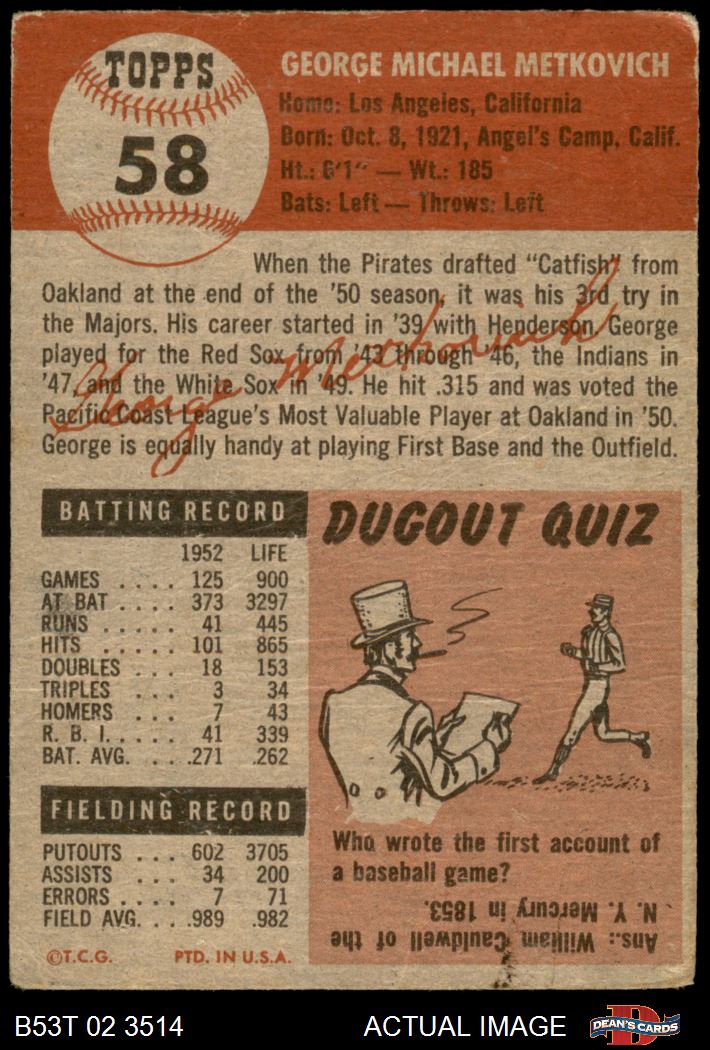 TOPPS
58
GEORGE MICHAEL METKOVICH
Home: Los Angeles, California
Born: Oct. 8, 1921, Angel's Camp, Calif.
Ht.: 6'1" — Wt.: 185
Bats: Left — Throws: Left
When the Pirates drafted "Catfish" from
Oakland at the end of the '50 season, it was his 3rd try in
the Majors. His career started in '39 with Henderson. George
played for the Red Sox from '43 through '46, the Indians in
'47, and the White Sox in '49. He hit .315 and was voted the
Pacific Coast League's Most Valuable Player at Oakland in '50.
George is equally handy at playing First Base and the Outfield.
George Metkovich
BATTING RECORD
1952 LIFE
GAMES . . . . 125 900
AT BAT . . . . 373 3297
RUNS . . . . . 41 445
HITS . . . . . 101 865
DOUBLES . . . 18 153
TRIPLES . . . . 3 34
HOMERS . . . 7 43
R. B. I. . . . . . 41 339
BAT. AVG. . . . .271 .262
FIELDING RECORD
PUTOUTS . . . 602 3705
ASSISTS . . . . 34 200
ERRORS . . . . 7 71
FIELD AVG. . . .989 .982
©T.C.G. PTD. IN U.S.A.
DUGOUT QUIZ
Who wrote the first account of
a baseball game?
Ans.: William Cauldwell of the
N. Y. Mercury in 1853.
B53T 02 3514
ACTUAL IMAGE
D
DEAN'S CARDS